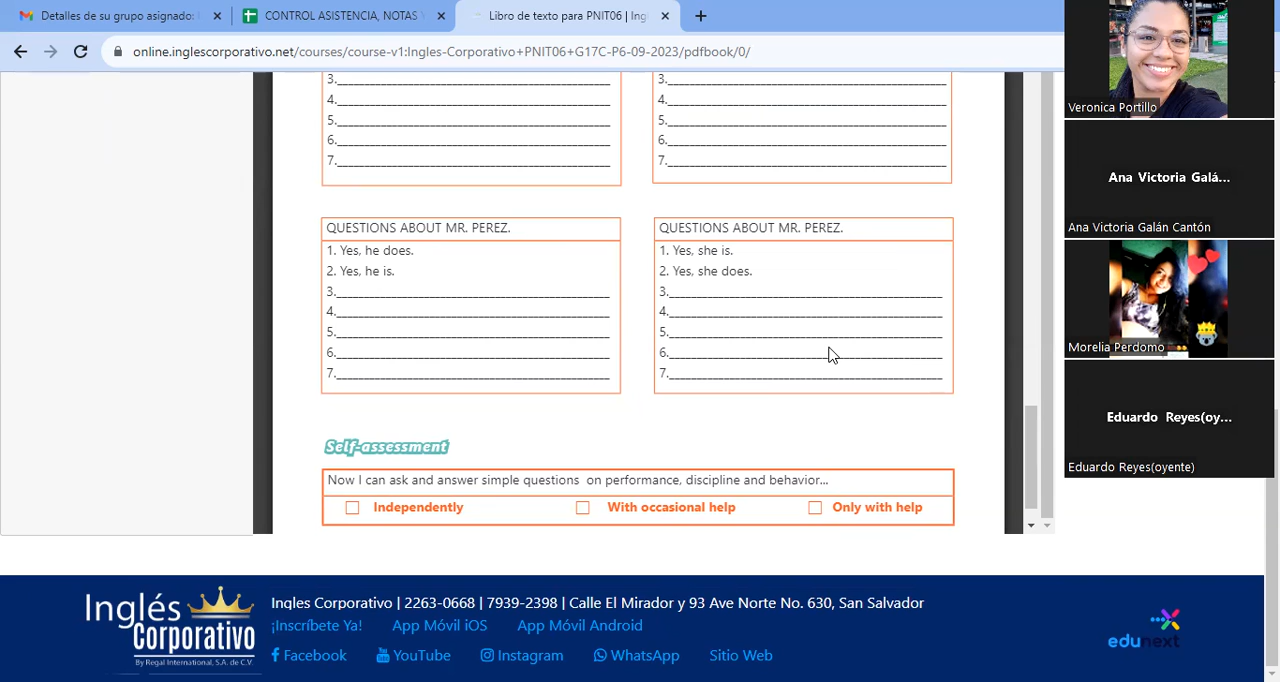 Detalles de su grupo asignado:
CONTROL ASISTENCIA, NOTAS
Libro de texto para PNIT06 | Ing
online.inglescorporativo.net/courses/course-v1:Ingles-Corporativo+PNIT06+G17C-P6-09-2023/pdfbook/0/
3.
4.
5.
6.
7.
3.
4.
5.
6.
7.
QUESTIONS ABOUT MR. PEREZ.
1. Yes, he does.
2. Yes, he is.
3.
4.
5.
6.
7.
QUESTIONS ABOUT MR. PEREZ.
1. Yes, she is.
2. Yes, she does.
3.
4.
5.
6.
7.
Self-assessment
Now I can ask and answer simple questions on performance, discipline and behavior...
Independently With occasional help Only with help
Veronica Portillo
Ana Victoria Galá...
Ana Victoria Galán Cantón
Morelia Perdomo
Eduardo Reyes(oy...
Eduardo Reyes(oyente)
Inglés
Corporativo
By Regal International, S.A. de C.V.
Ingles Corporativo | 2263-0668 | 7939-2398 | Calle El Mirador y 93 Ave Norte No. 630, San Salvador
¡Inscríbete Ya! App Móvil iOS App Móvil Android
Facebook YouTube Instagram WhatsApp Sitio Web
edunext